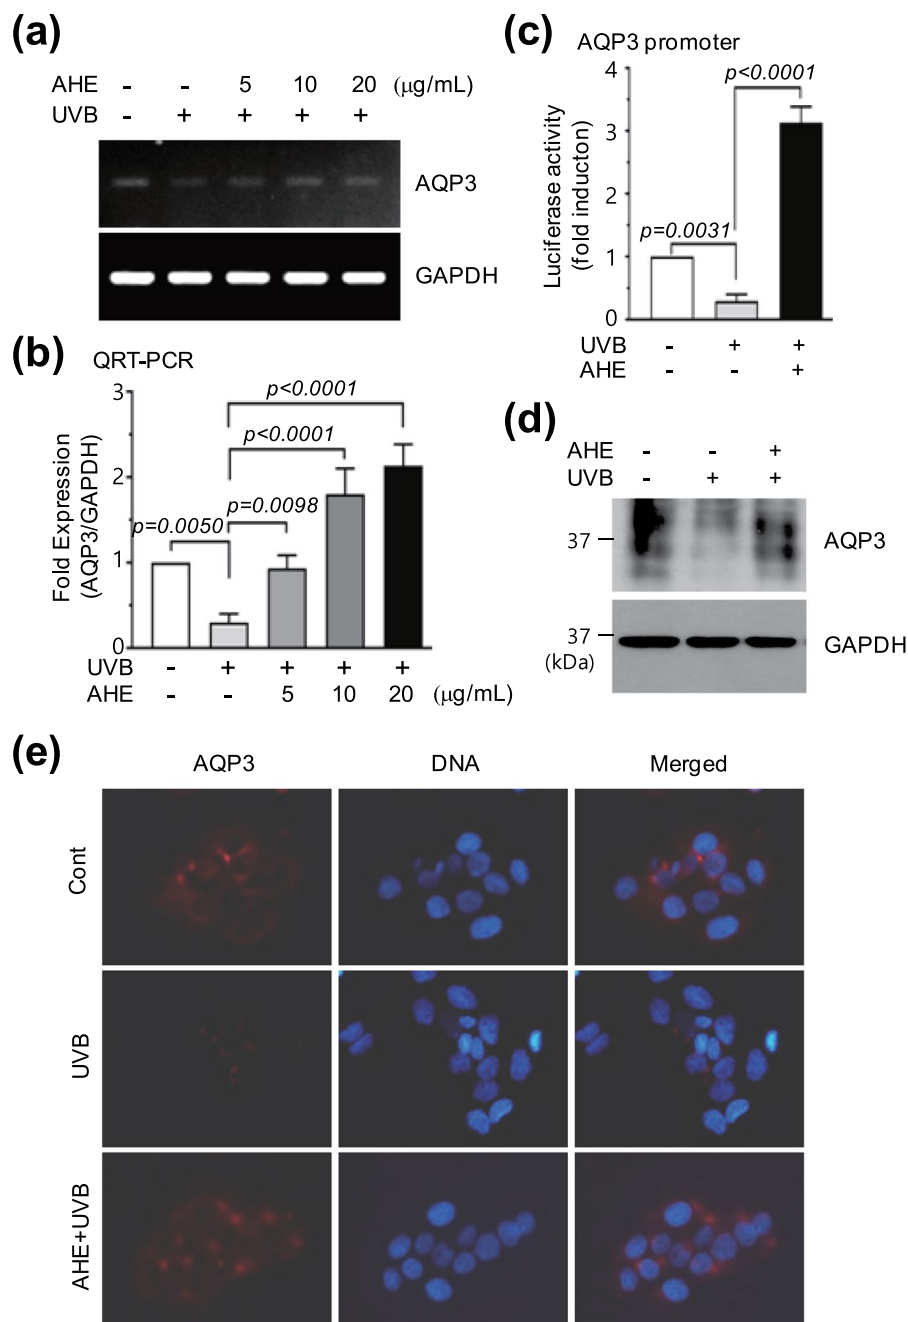 (a)
AHE - - 5 10 20 (μg/mL)
UVB - + + + +
AQP3
GAPDH
(b)
QRT-PCR
Fold Expression
(AQP3/GAPDH)
3
2
1
0
p<0.0001
p<0.0001
p=0.0098
p=0.0050
UVB - + + + +
AHE - - 5 10 20 (μg/mL)
(c)
AQP3 promoter
Luciferase activity
(fold inducton)
4
3
2
1
0
p<0.0001
p=0.0031
UVB - + +
AHE - - +
(d)
AHE - - +
UVB - + +
37
AQP3
37
(kDa)
GAPDH
(e)
AQP3 DNA Merged
Cont
UVB
AHE+UVB